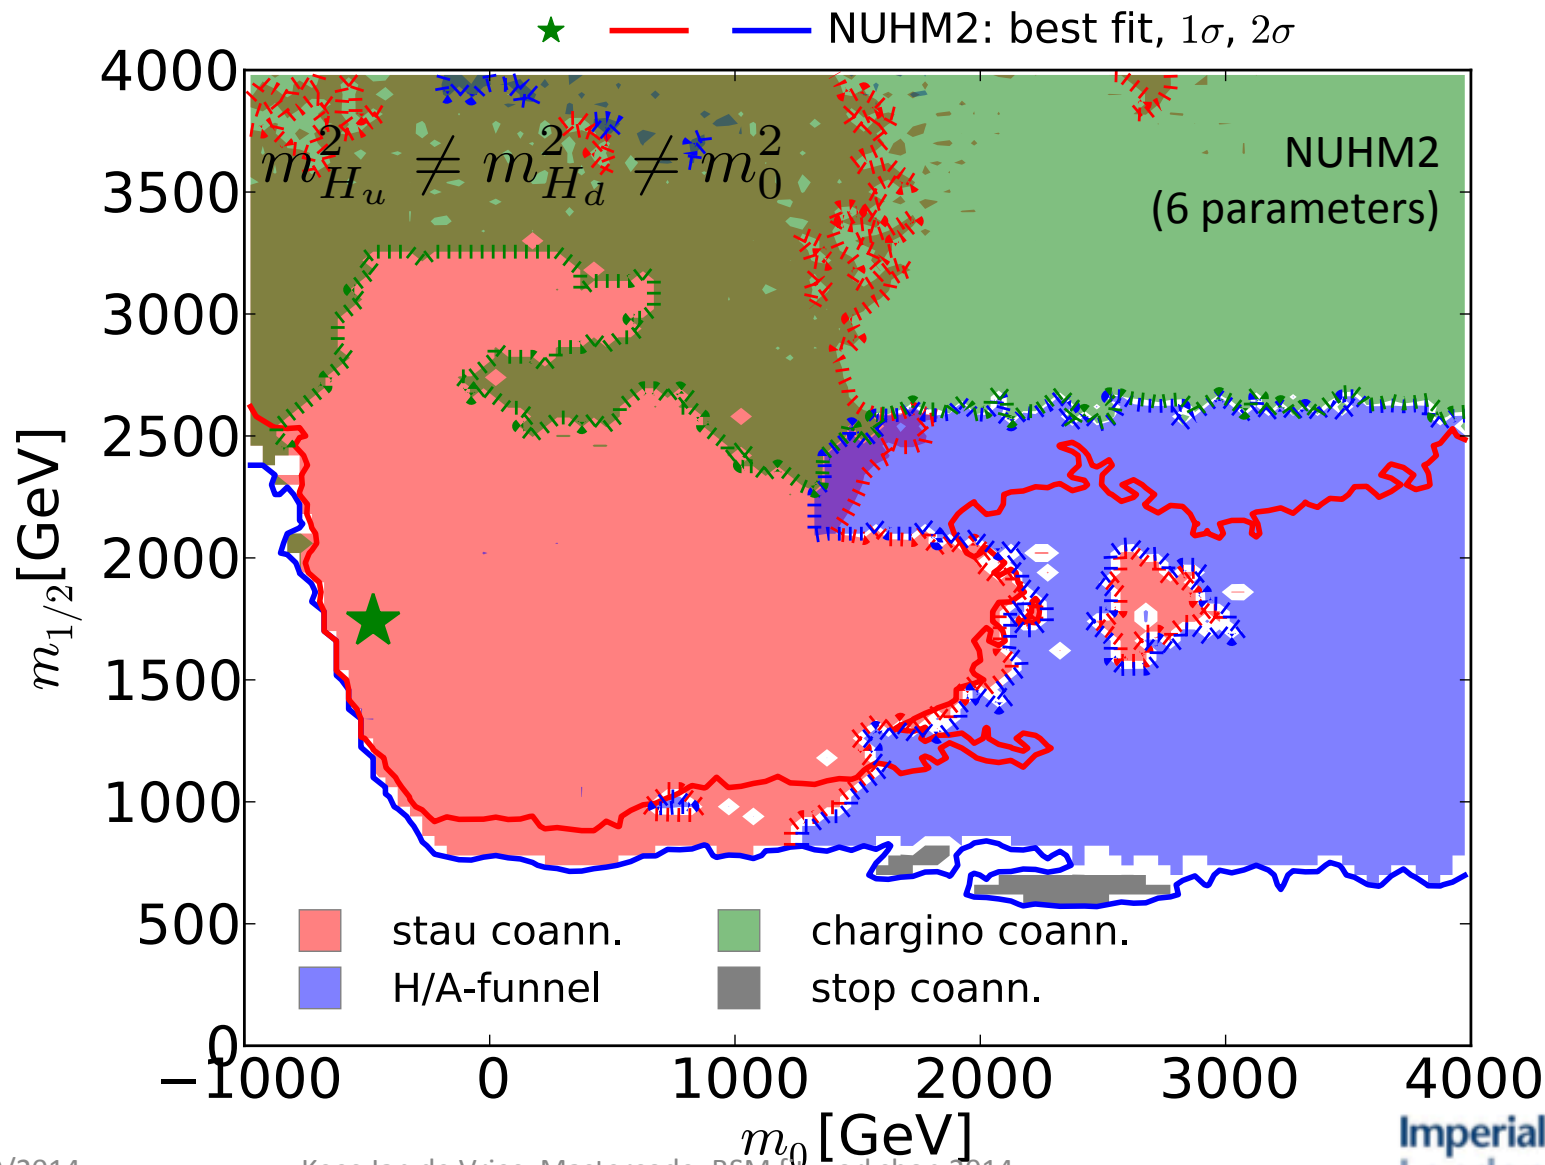 NUHM2: best fit, 1σ, 2σ
m²_{H_u} ≠ m²_{H_d} ≠ m²_0
NUHM2
(6 parameters)
4000
3500
3000
2500
2000
1500
1000
500
0
m_{1/2}[GeV]
stau coann.
chargino coann.
H/A-funnel
stop coann.
−1000 0 1000 2000 3000 4000
m_0 [GeV]
Imperial
/2014
2014